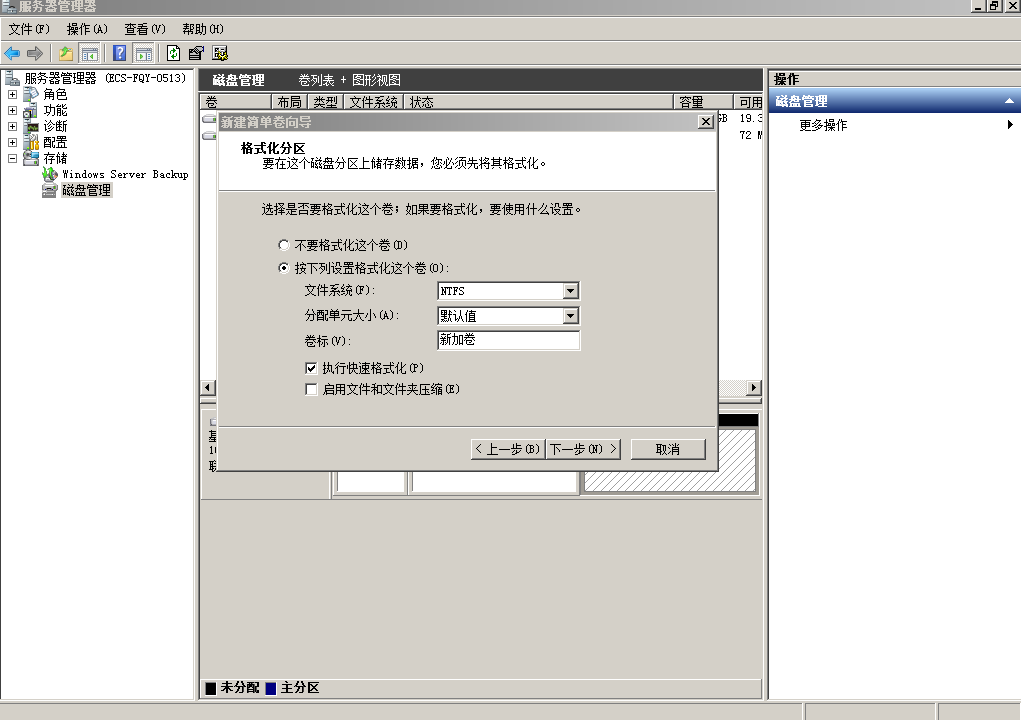 服务器管理器
文件(F) 操作(A) 查看(V) 帮助(H)
服务器管理器 (ECS-FQY-0513)
角色
功能
诊断
配置
存储
Windows Server Backup
磁盘管理
磁盘管理 卷列表 + 图形视图
卷 布局 类型 文件系统 状态 容量 可用
GB 19.3
72 M
新建简单卷向导
格式化分区
要在这个磁盘分区上储存数据，您必须先将其格式化。
选择是否要格式化这个卷；如果要格式化，要使用什么设置。
不要格式化这个卷(D)
按下列设置格式化这个卷(O):
文件系统(F): NTFS
分配单元大小(A): 默认值
卷标(V): 新加卷
执行快速格式化(P)
启用文件和文件夹压缩(E)
< 上一步(B) 下一步(N) > 取消
基
10
联
未分配 主分区
操作
磁盘管理
更多操作